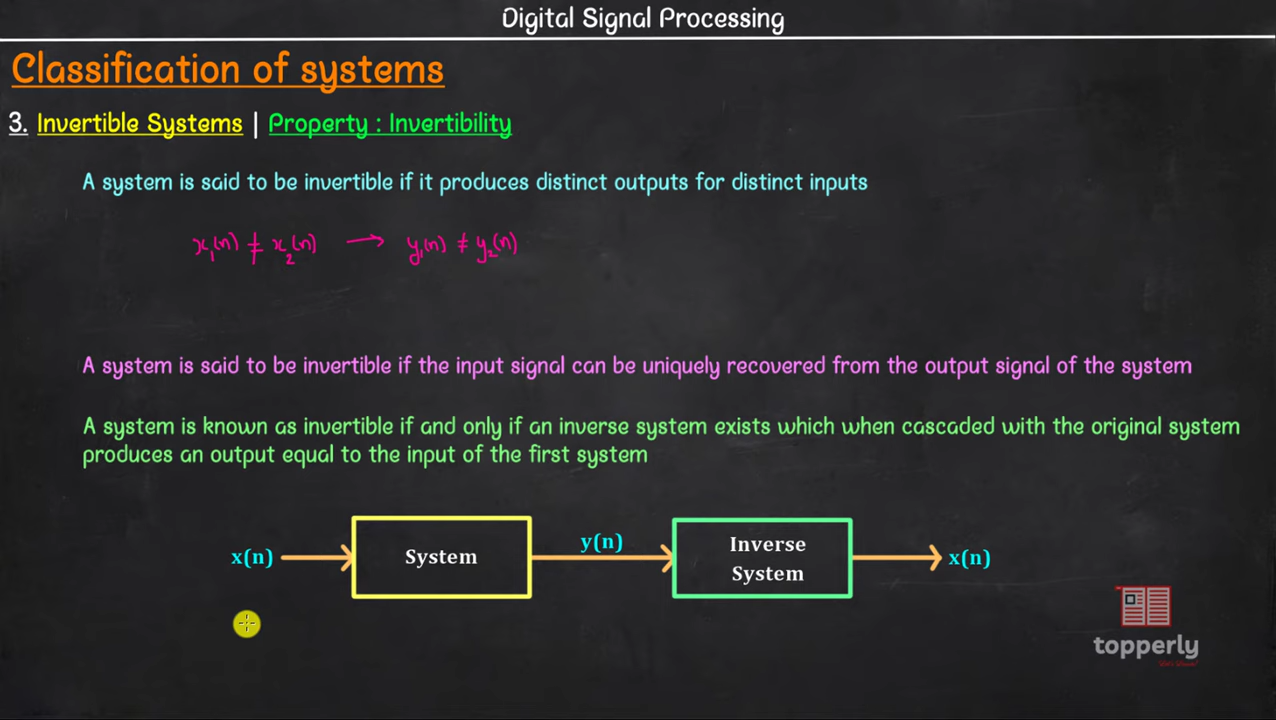 Digital Signal Processing
Classification of systems
3. Invertible Systems | Property : Invertibility
A system is said to be invertible if it produces distinct outputs for distinct inputs
x₁(n) ≠ x₂(n) → y₁(n) ≠ y₂(n)
A system is said to be invertible if the input signal can be uniquely recovered from the output signal of the system
A system is known as invertible if and only if an inverse system exists which when cascaded with the original system
produces an output equal to the input of the first system
x(n)
System
y(n)
Inverse
System
x(n)
topperly